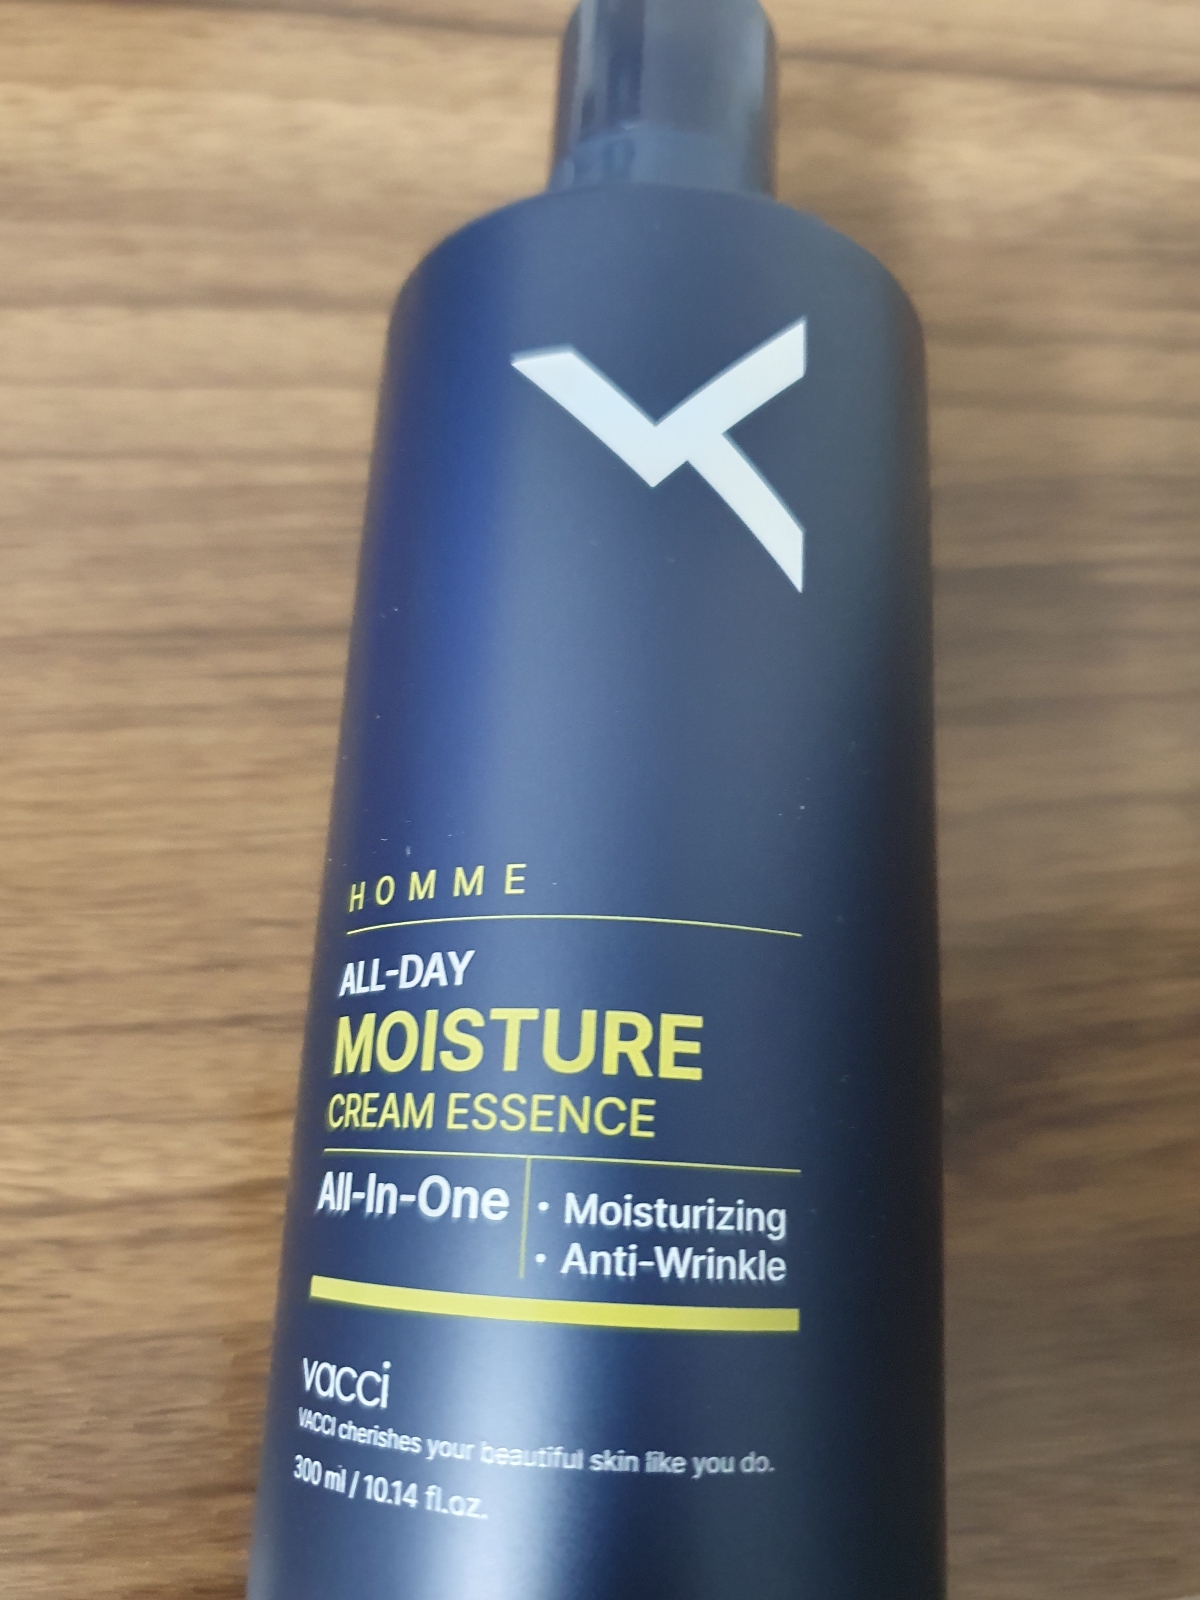 HOMME
ALL-DAY
MOISTURE
CREAM ESSENCE
All-In-One
• Moisturizing
• Anti-Wrinkle
vacci
VACCI cherishes your beautiful skin like you do.
300 ml / 10.14 fl.oz.